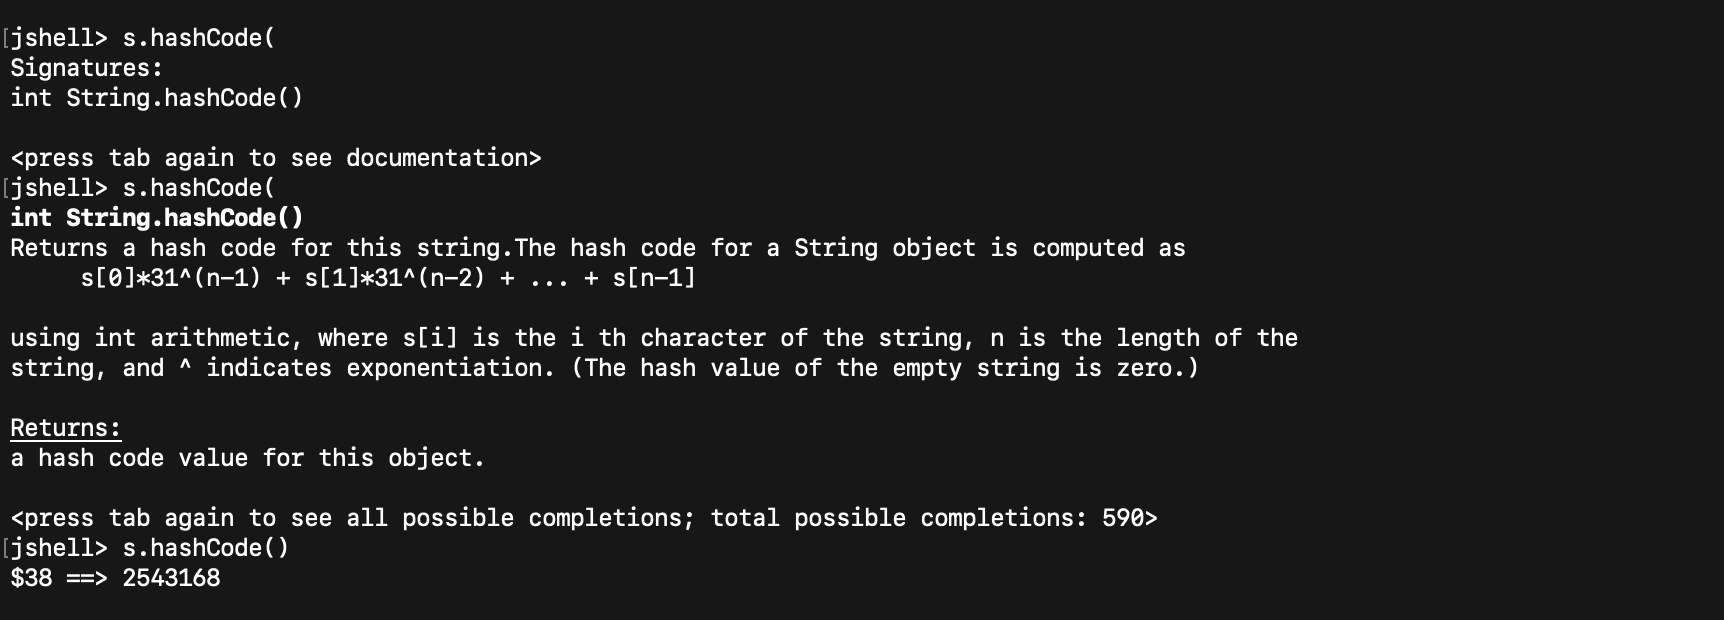 [jshell> s.hashCode(
Signatures:
int String.hashCode()
<press tab again to see documentation>
[jshell> s.hashCode(
int String.hashCode()
Returns a hash code for this string.The hash code for a String object is computed as
s[0]*31^(n-1) + s[1]*31^(n-2) + ... + s[n-1]
using int arithmetic, where s[i] is the i th character of the string, n is the length of the
string, and ^ indicates exponentiation. (The hash value of the empty string is zero.)
Returns:
a hash code value for this object.
<press tab again to see all possible completions; total possible completions: 590>
[jshell> s.hashCode()
$38 ==> 2543168